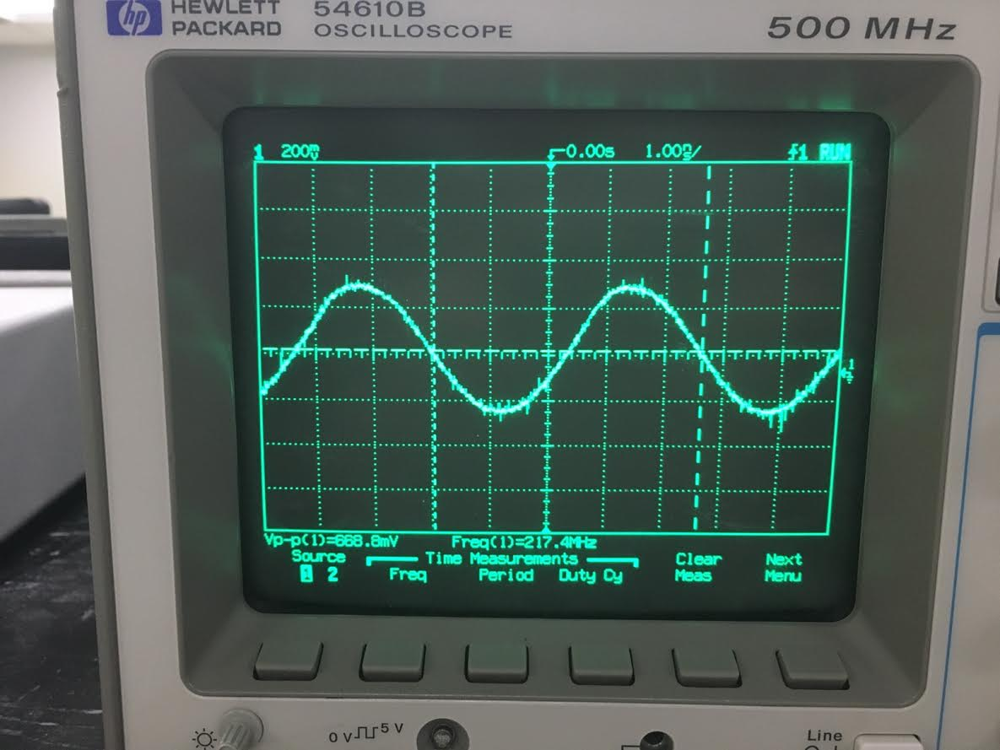 hp HEWLETT 54610B
PACKARD OSCILLOSCOPE 500 MHz
1 200mV 0.00s 1.00ns/ f1 RUN
1
Vp-p(1)=668.8mV Freq(1)=217.4MHz
Source Time Measurements Clear Next
1 2 Freq Period Duty Cy Meas Menu
0 V 5 V
Line